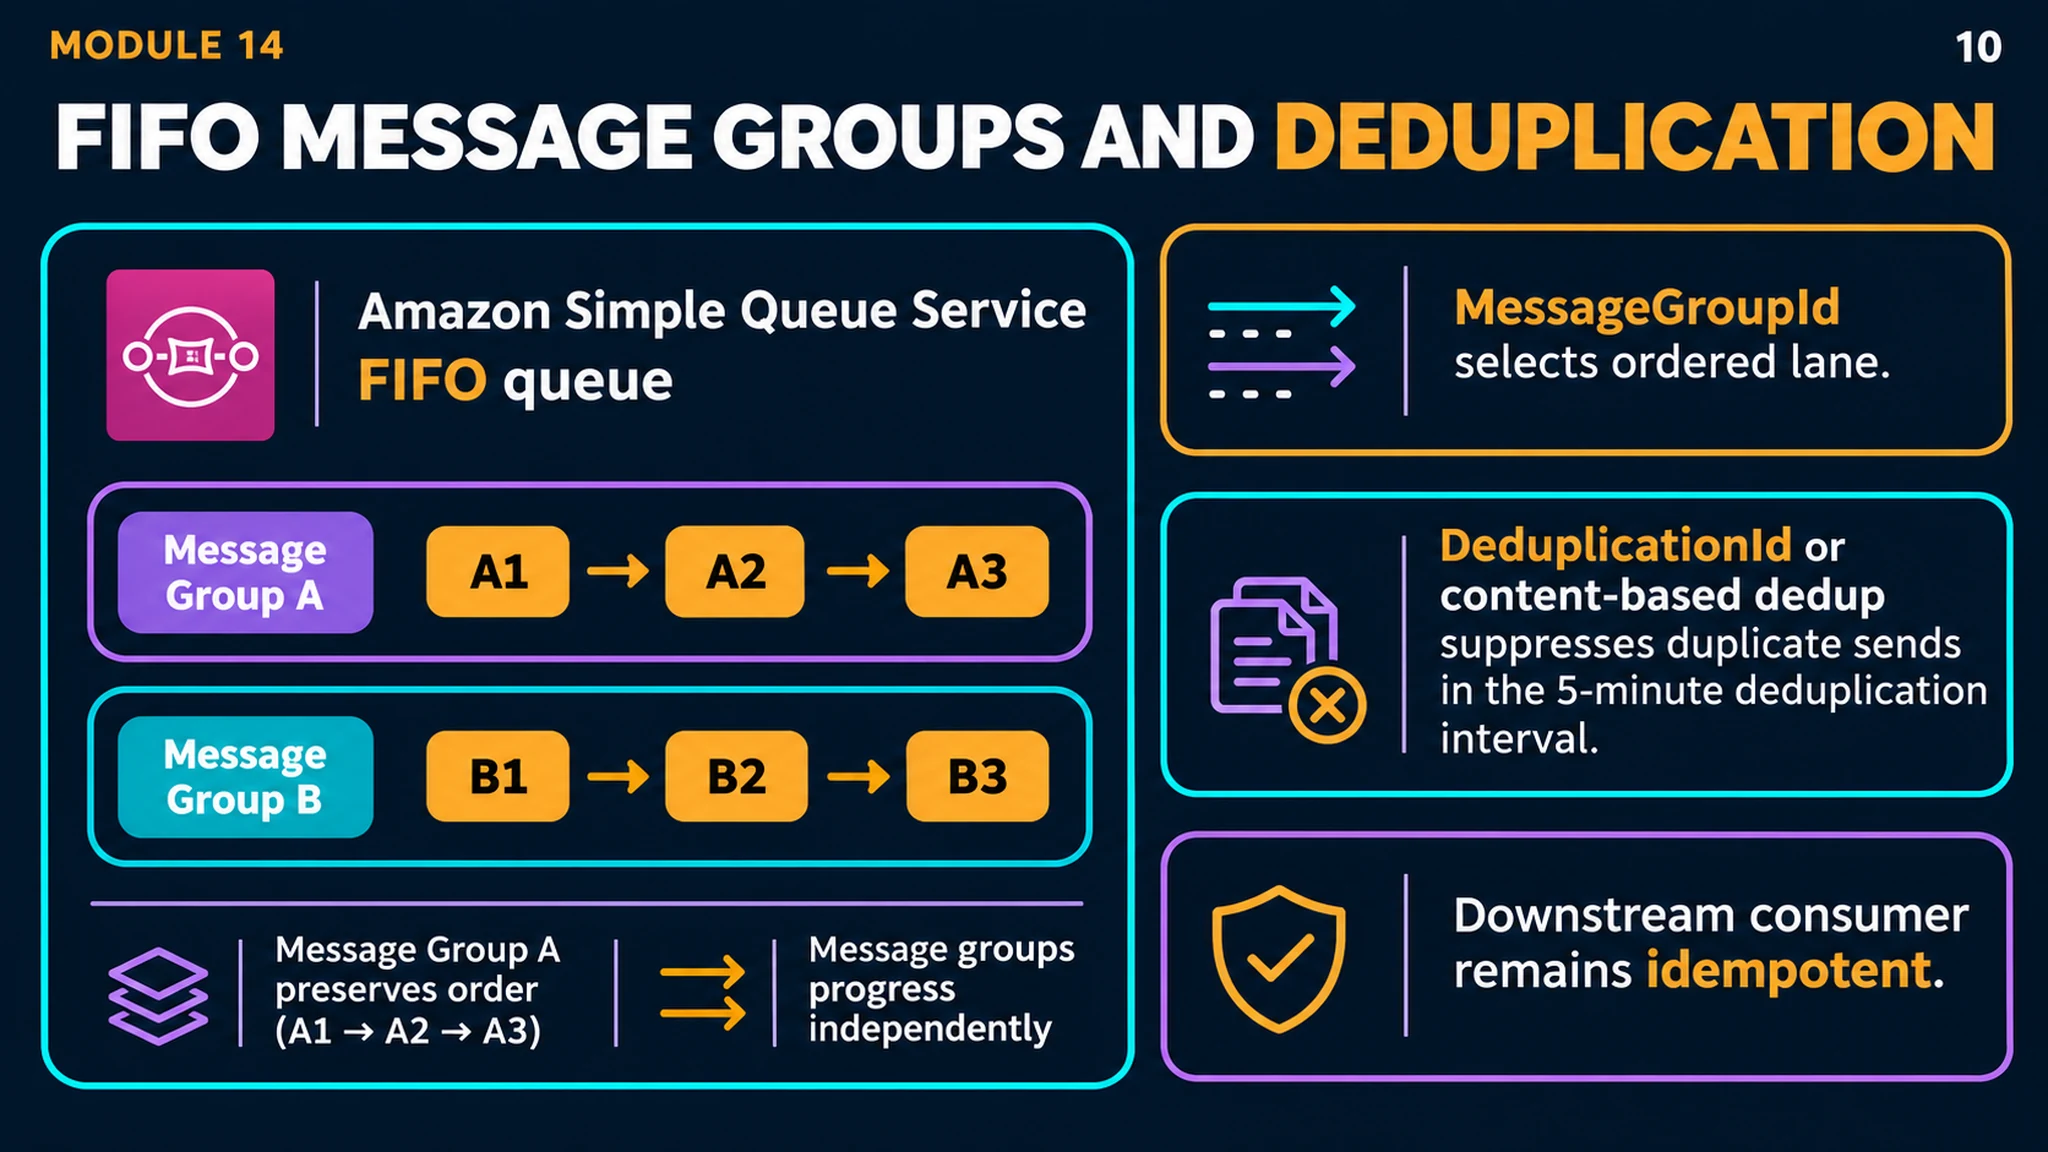 MODULE 14
10
FIFO MESSAGE GROUPS AND DEDUPLICATION
Amazon Simple Queue Service
FIFO queue
Message
Group A
A1 → A2 → A3
Message
Group B
B1 → B2 → B3
Message Group A
preserves order
(A1 → A2 → A3)
Message groups
progress
independently
MessageGroupId
selects ordered lane.
DeduplicationId or
content-based dedup
suppresses duplicate sends
in the 5-minute deduplication
interval.
Downstream consumer
remains idempotent.